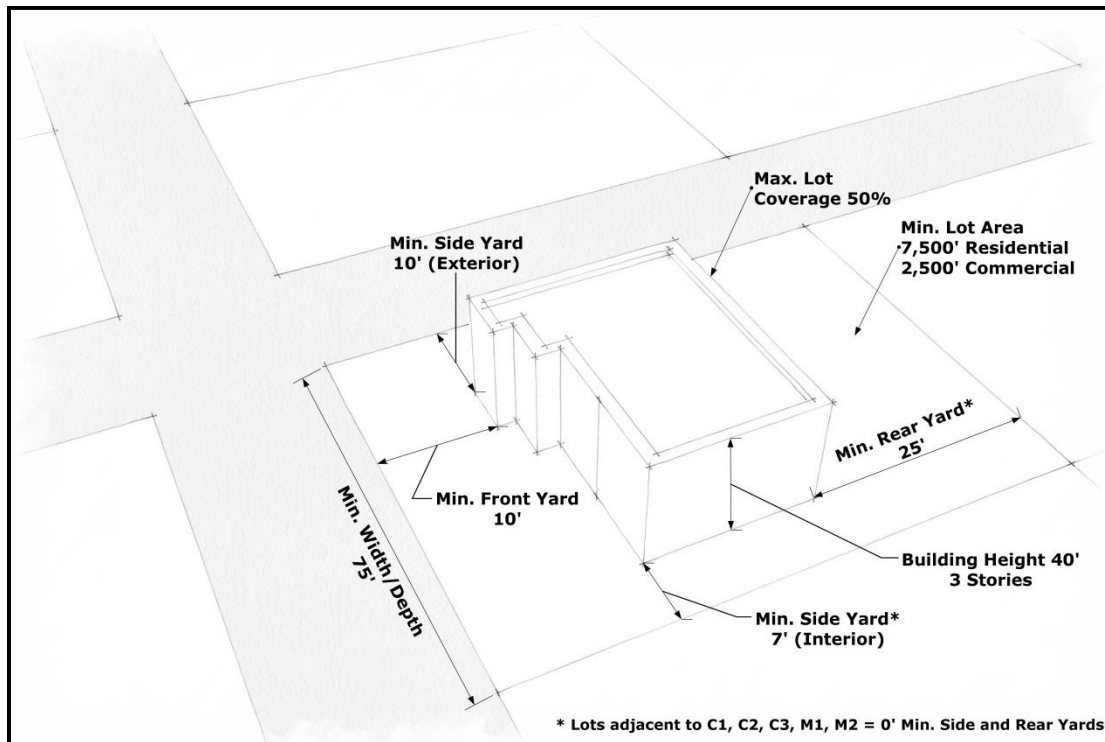 Max. Lot
Coverage 50%
Min. Lot Area
7,500' Residential
2,500' Commercial
Min. Side Yard
10' (Exterior)
Min. Rear Yard*
25'
Min. Front Yard
10'
Min. Width/Depth
75'
Building Height 40'
3 Stories
Min. Side Yard*
7' (Interior)
* Lots adjacent to C1, C2, C3, M1, M2 = 0' Min. Side and Rear Yards